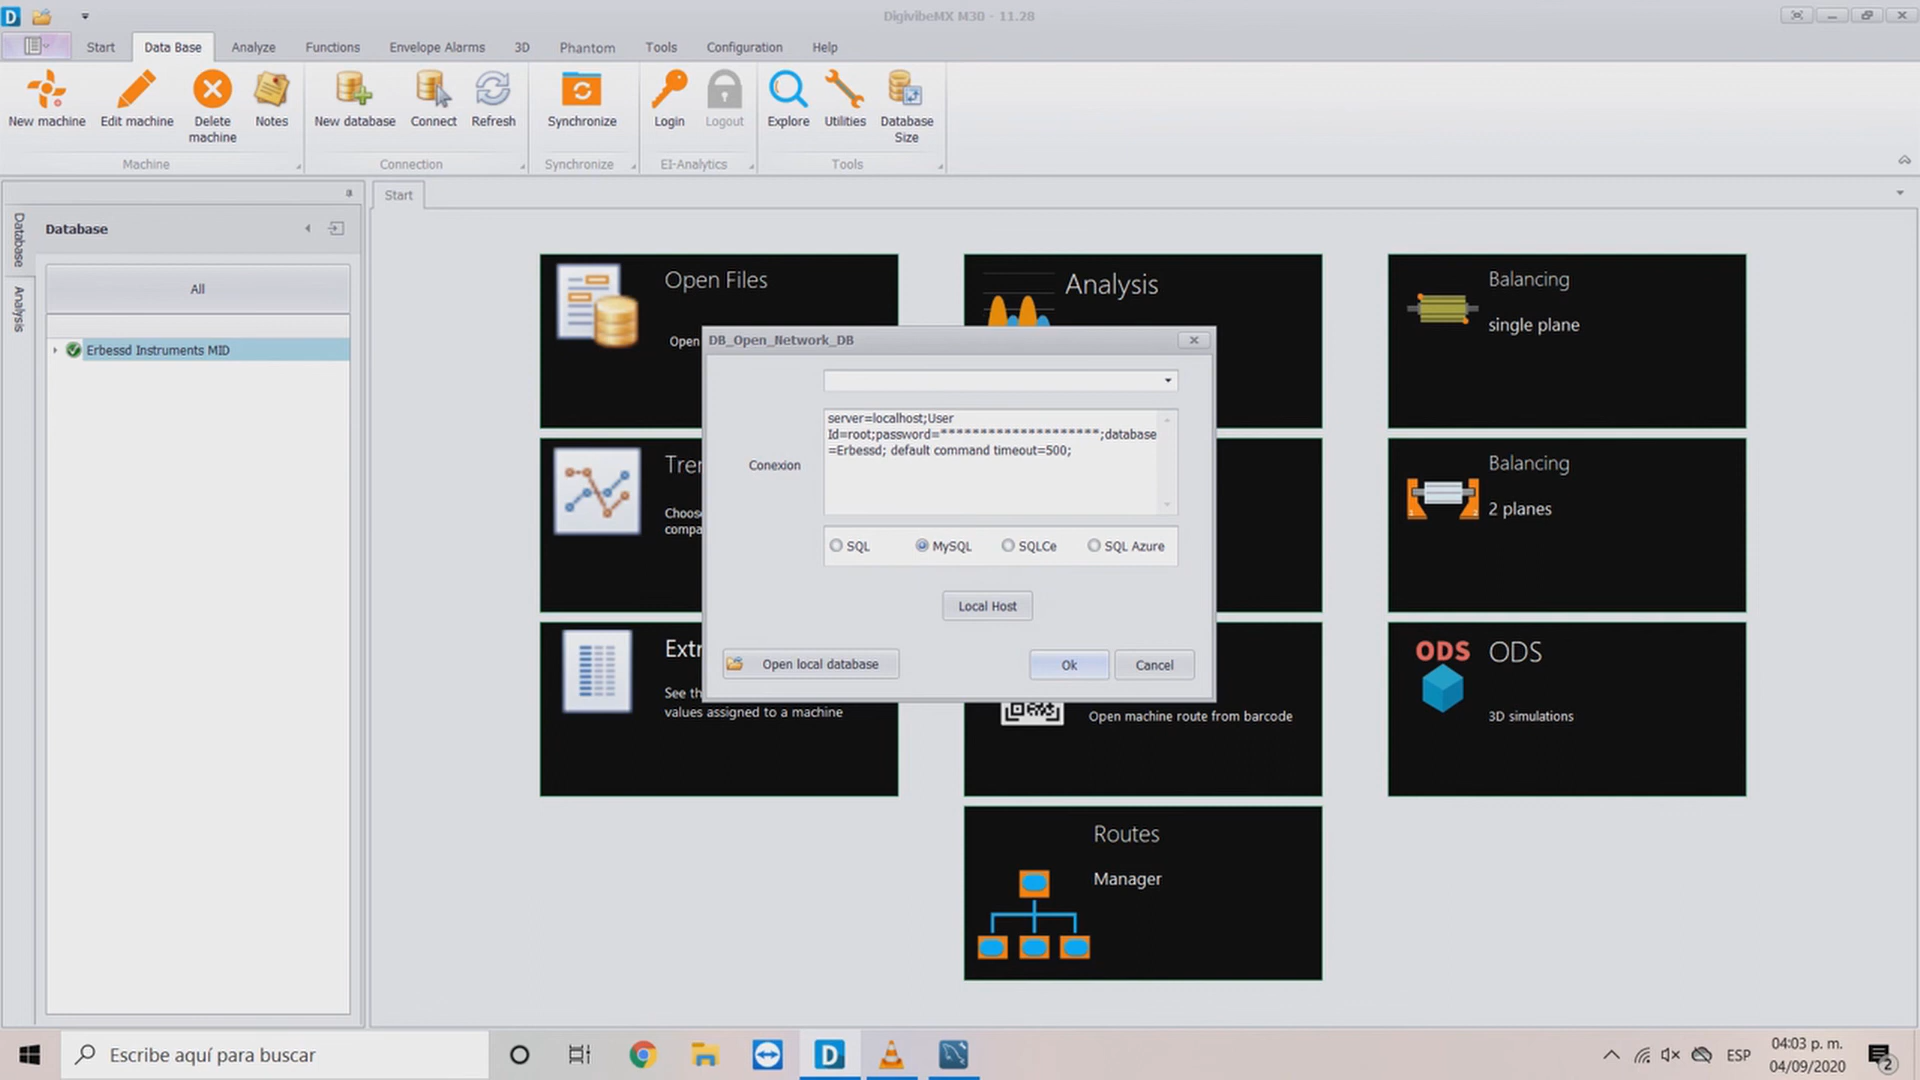 DigivibeMX M30 - 11.28
Start
Data Base
Analyze
Functions
Envelope Alarms
3D
Phantom
Tools
Configuration
Help
New machine
Edit machine
Delete
machine
Notes
New database
Connect
Refresh
Synchronize
Login
Logout
Explore
Utilities
Database
Size
Machine
Connection
Synchronize
EI-Analytics
Tools
Database
Analysis
Database
All
Erbessd Instruments MID
Start
Open Files
Open
Analysis
Balancing
single plane
Choose
compa
Balancing
2 planes
Extr
See th
values assigned to a machine
Open machine route from barcode
ODS
ODS
3D simulations
Routes
Manager
DB_Open_Network_DB
Conexion
server=localhost;User
Id=root;password=********************;database
=Erbessd; default command timeout=500;
SQL
MySQL
SQLCe
SQL Azure
Local Host
Open local database
Ok
Cancel
Escribe aquí para buscar
ESP
04:03 p. m.
04/09/2020
2